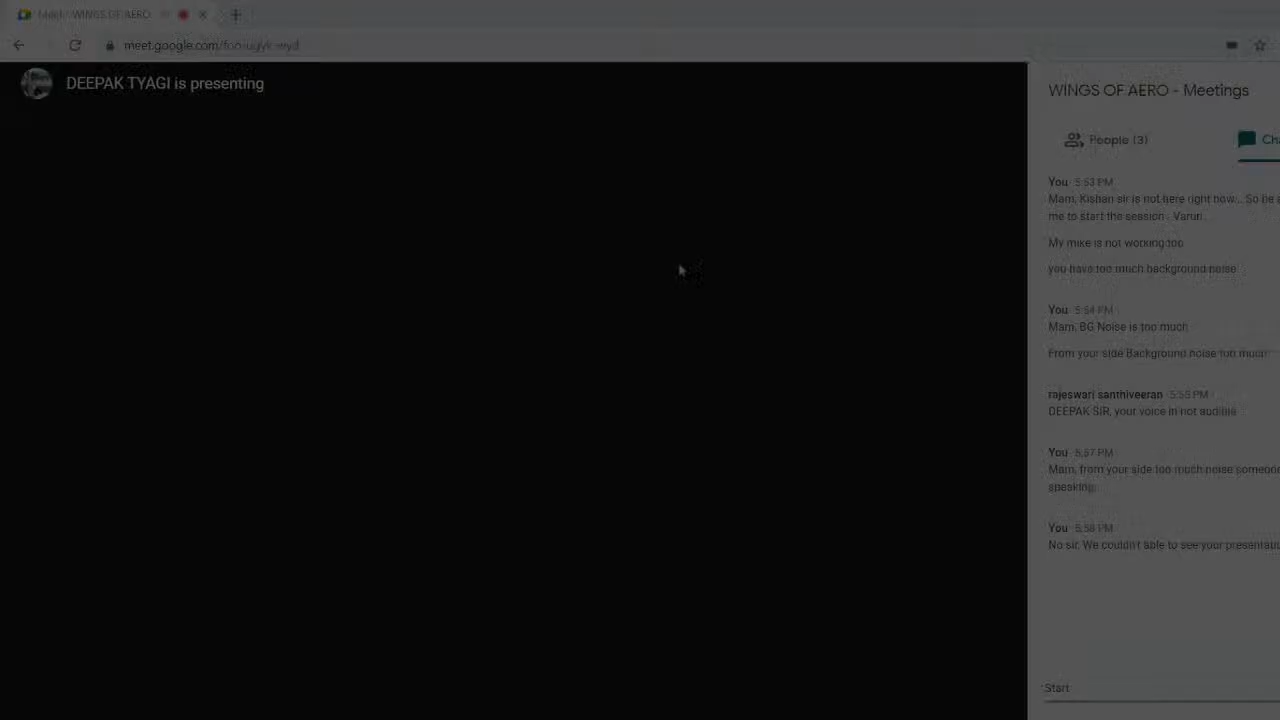 Meet - WINGS OF AERO
meet.google.com/
DEEPAK TYAGI is presenting
WINGS OF AERO - Meetings
People (3)
You 5:53 PM
Mam, Kishan sir is not here right now... So he
me to start the session - Varun
My mike is not working too
you have too much background noise
You 5:54 PM
Mam, BG Noise is too much
From your side Background noise too much
rajeswari santhiveeran 5:55 PM
DEEPAK SIR, your voice in not audible
You 5:57 PM
Mam, from your side too much noise
speaking
You 5:58 PM
No sir. We couldn't able to see your
Start